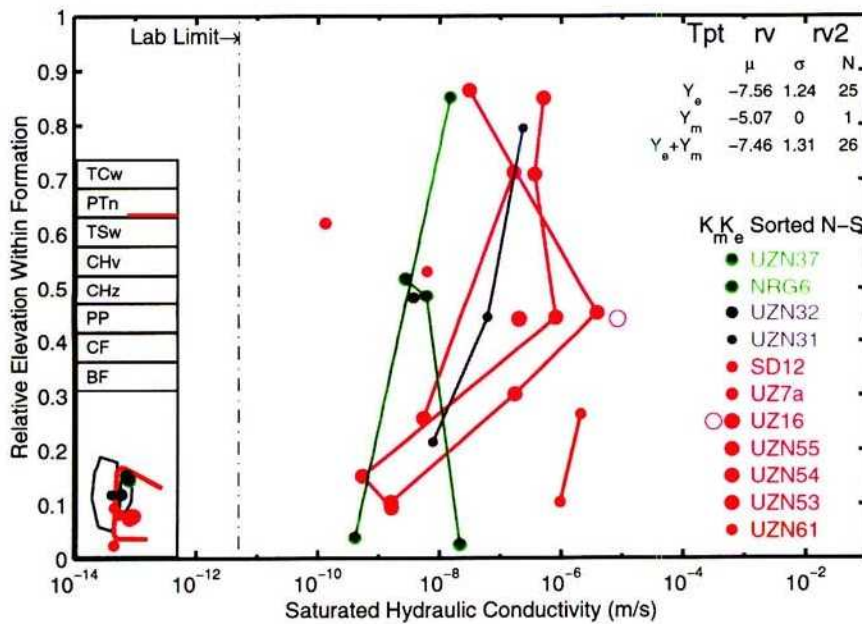 Lab Limit→
Tpt rv rv2
μ σ N
Y_e −7.56 1.24 25
Y_m −5.07 0 1
Y_e+Y_m −7.46 1.31 26
K_m K_e Sorted N−S
UZN37
NRG6
UZN32
UZN31
SD12
UZ7a
UZ16
UZN55
UZN54
UZN53
UZN61
TCw
PTn
TSw
CHv
CHz
PP
CF
BF
Relative Elevation Within Formation
1
0.9
0.8
0.7
0.6
0.5
0.4
0.3
0.2
0.1
0
10^−14 10^−12 10^−10 10^−8 10^−6 10^−4 10^−2
Saturated Hydraulic Conductivity (m/s)